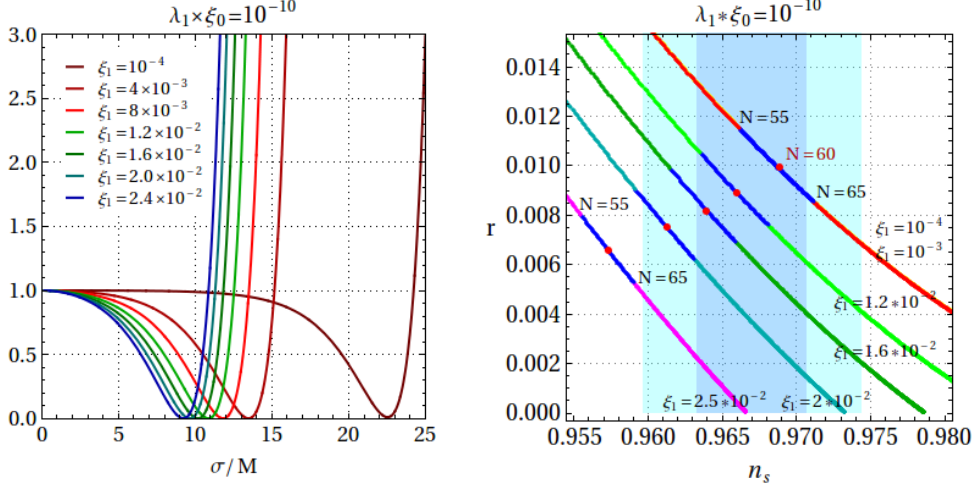 λ₁×ξ₀=10⁻¹⁰
3.0
2.5
2.0
1.5
1.0
0.5
0.0
ξ₁=10⁻⁴
ξ₁=4×10⁻³
ξ₁=8×10⁻³
ξ₁=1.2×10⁻²
ξ₁=1.6×10⁻²
ξ₁=2.0×10⁻²
ξ₁=2.4×10⁻²
0 5 10 15 20 25
σ/M
λ₁*ξ₀=10⁻¹⁰
r
0.014
0.012
0.010
0.008
0.006
0.004
0.002
0.000
N=55
N=60
N=65
N=55
N=65
ξ₁=10⁻⁴
ξ₁=10⁻³
ξ₁=1.2*10⁻²
ξ₁=1.6*10⁻²
ξ₁=2.5*10⁻² ξ₁=2*10⁻²
0.955 0.960 0.965 0.970 0.975 0.980
nₛ